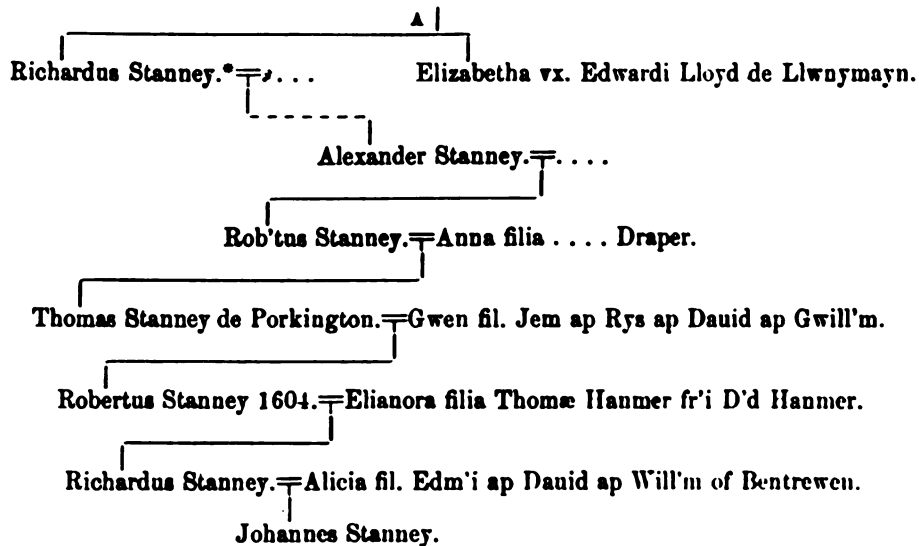 A
Richardus Stanney.* . . . Elizabetha vx. Edwardi Lloyd de Llwnymayn.
Alexander Stanney. . . . .
Rob'tus Stanney. Anna filia . . . . Draper.
Thomas Stanney de Porkington. Gwen fil. Jem ap Rys ap Dauid ap Gwill'm.
Robertus Stanney 1604. Elianora filia Thomæ Hanmer fr'i D'd Hanmer.
Richardus Stanney. Alicia fil. Edm'i ap Dauid ap Will'm of Bentrewen.
Johannes Stanney.